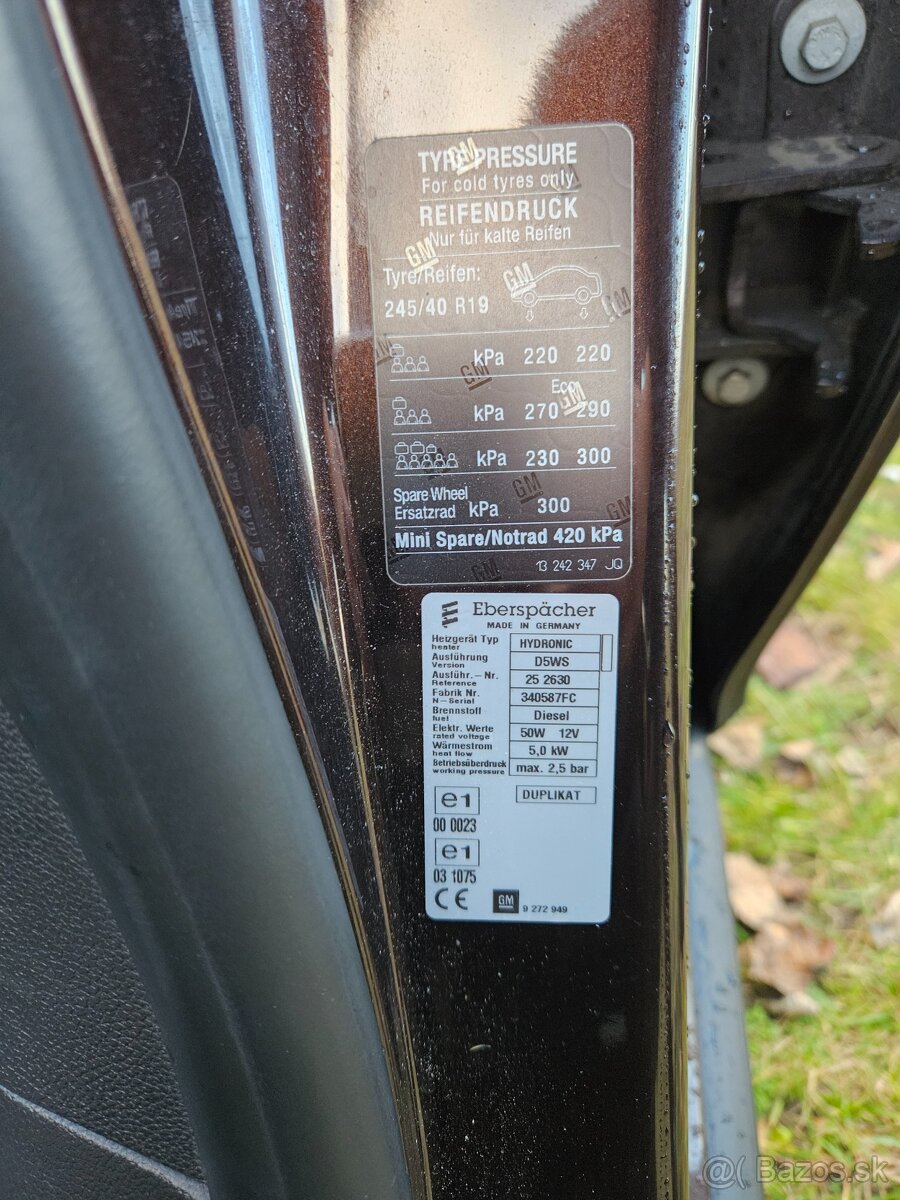 TYRE PRESSURE
For cold tyres only
REIFENDRUCK
Nur für kalte Reifen
Tyre/Reifen:
245/40 R19
kPa 220 220
Eco
kPa 270 290
kPa 230 300
Spare Wheel
Ersatzrad kPa 300
Mini Spare/Notrad 420 kPa
13 242 347 JQ
Eberspächer
MADE IN GERMANY
Heizgerät Typ HYDRONIC
heater
Ausführung D5WS
Version
Ausführ.-Nr. 25 2630
Reference
Fabrik Nr. 340587FC
N-Serial
Brennstoff Diesel
fuel
Elektr. Werte 50W 12V
rated voltage
Wärmestrom 5,0 kW
heat flow
Betriebsüberdruck max. 2,5 bar
working pressure
DUPLIKAT
e1
00 0023
e1
03 1075
CE GM 9 272 949
@( Bazos.sk